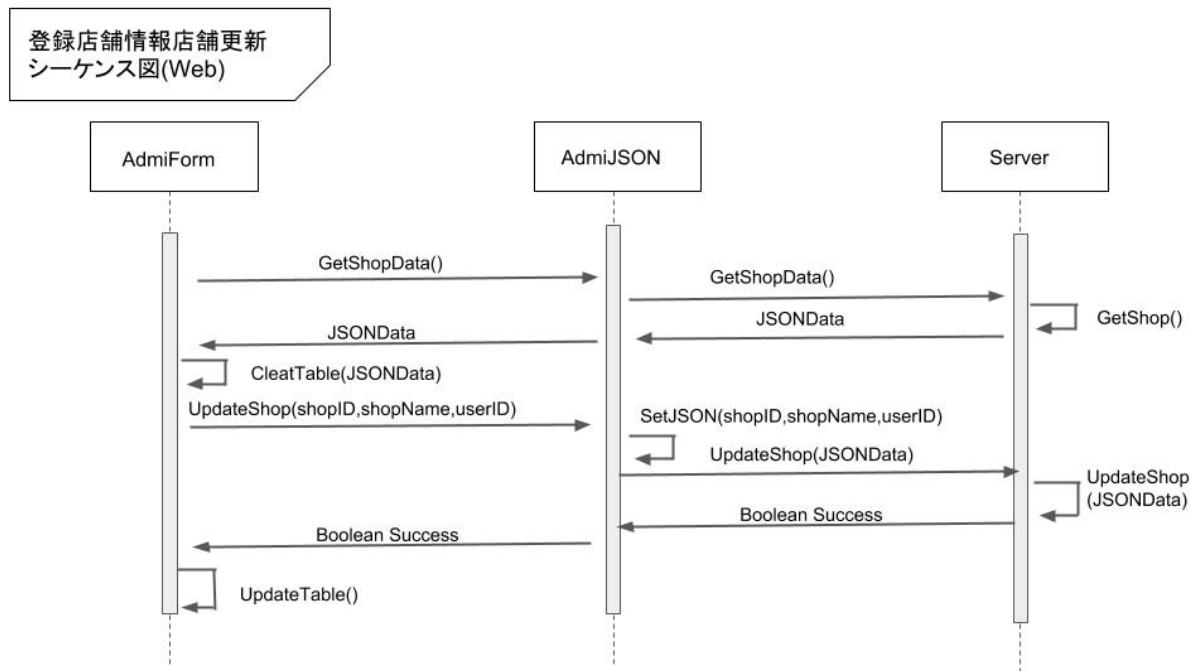 登録店舗情報店舗更新
シーケンス図(Web)
AdmiForm
AdmiJSON
Server
GetShopData()
GetShopData()
GetShop()
JSONData
JSONData
CleatTable(JSONData)
UpdateShop(shopID,shopName,userID)
SetJSON(shopID,shopName,userID)
UpdateShop(JSONData)
UpdateShop
(JSONData)
Boolean Success
Boolean Success
UpdateTable()